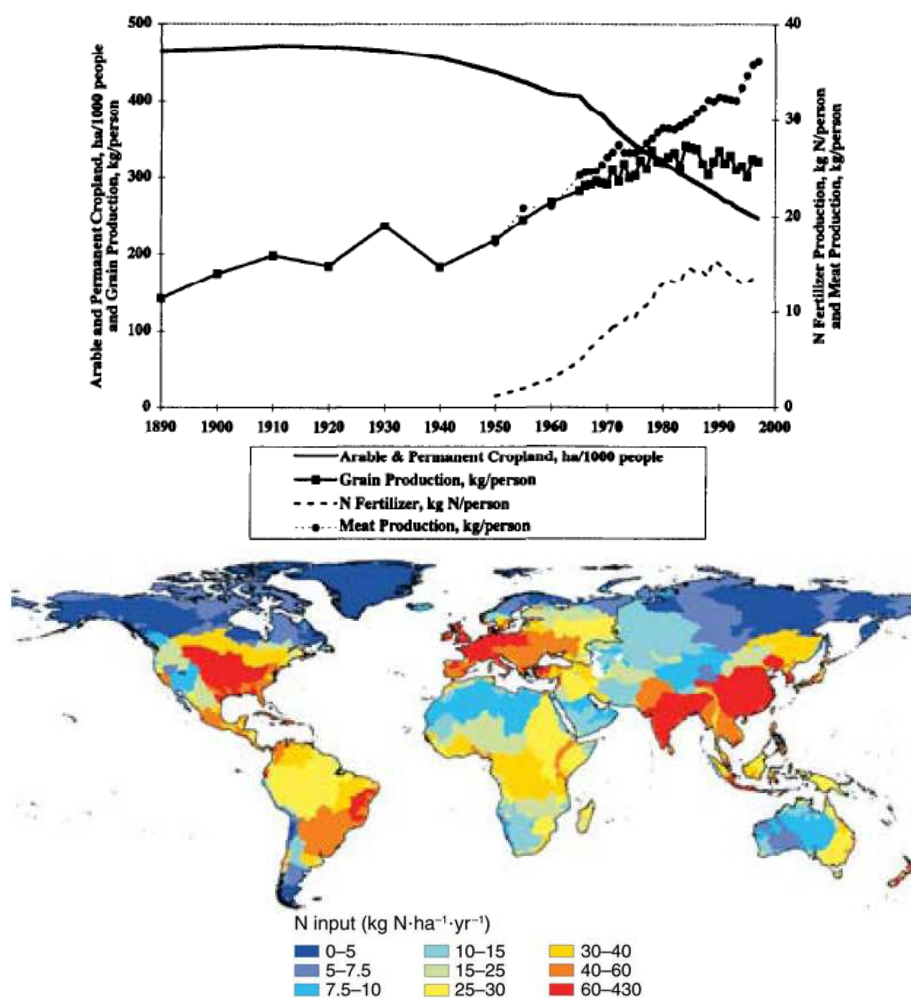 500
400
300
200
100
0
Arable and Permanent Cropland, ha/1000 people
and Grain Production, kg/person
40
30
20
10
0
N Fertilizer Production, kg N/person
and Meat Production, kg/person
1890 1900 1910 1920 1930 1940 1950 1960 1970 1980 1990 2000
Arable & Permanent Cropland, ha/1000 people
Grain Production, kg/person
N Fertilizer, kg N/person
Meat Production, kg/person
N input (kg N·ha⁻¹·yr⁻¹)
0–5 10–15 30–40
5–7.5 15–25 40–60
7.5–10 25–30 60–430